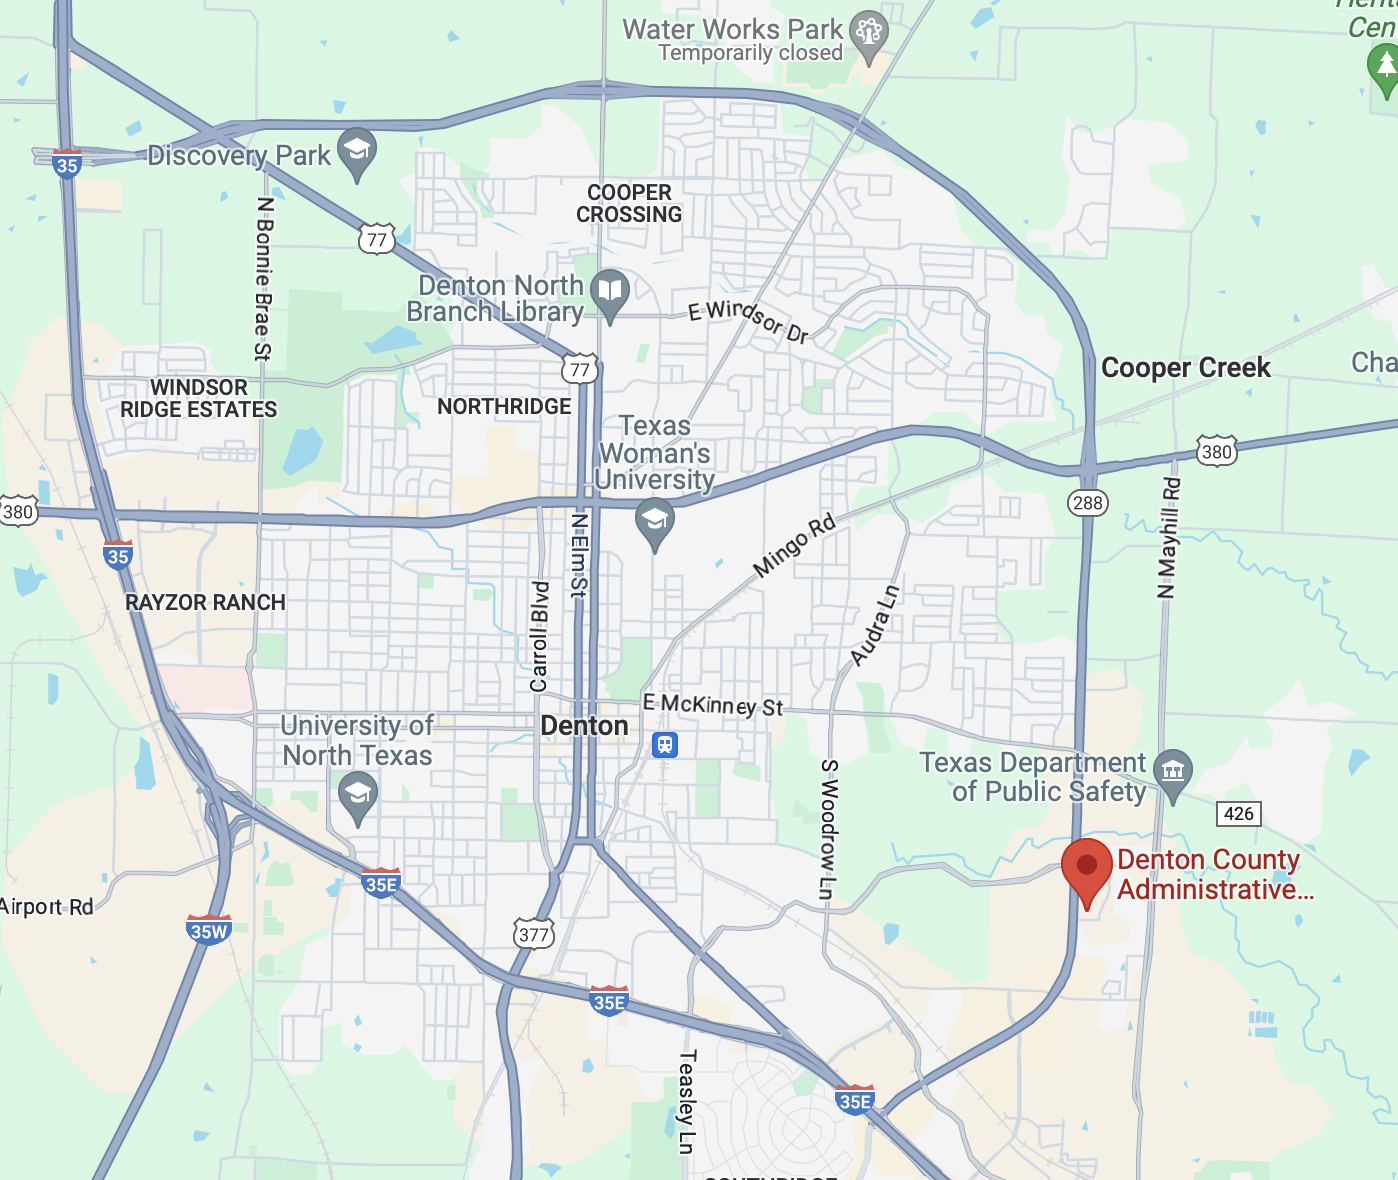 Cen
Water Works Park
Temporarily closed
35
Discovery Park
COOPER
CROSSING
N Bonnie Brae St
77
Denton North
Branch Library
E Windsor Dr
77
Cooper Creek
Cha
WINDSOR
RIDGE ESTATES
NORTHRIDGE
Texas
Woman's
University
380
380
288
N Mayhill Rd
35
N Elm St
Mingo Rd
RAYZOR RANCH
Carroll Blvd
Audra Ln
E McKinney St
University of
North Texas
Denton
Texas Department
of Public Safety
S Woodrow Ln
426
Denton County
Administrative...
35E
Airport Rd
35W
377
35E
Teasley Ln
35E